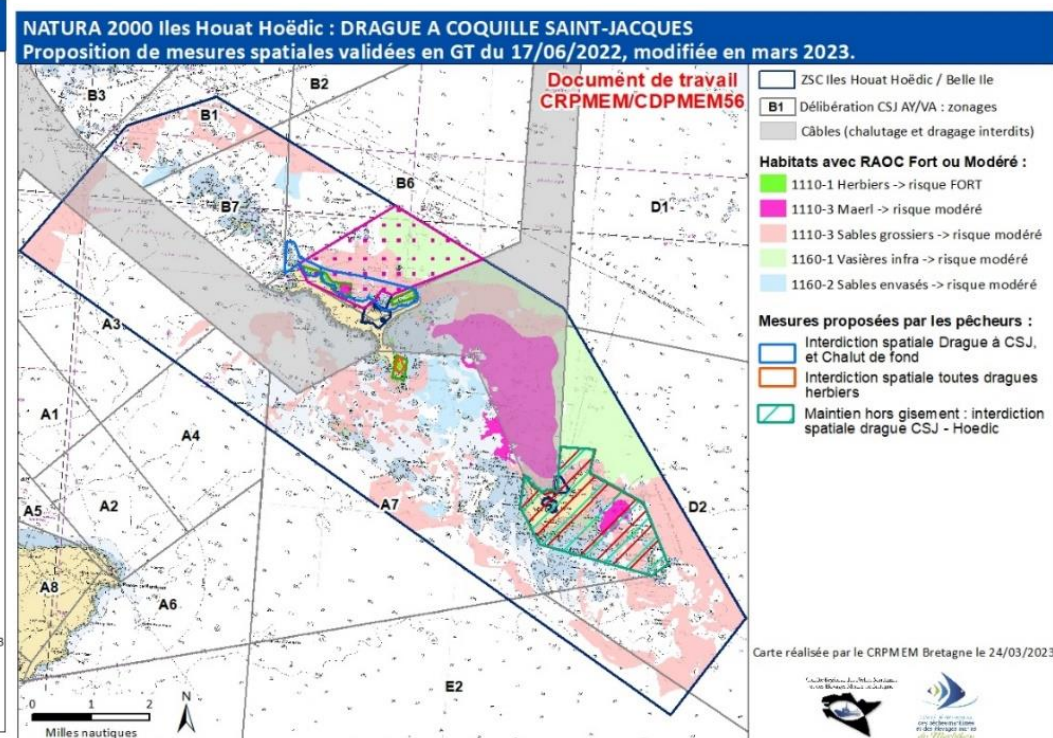 NATURA 2000 Iles Houat Hoëdic : DRAGUE A COQUILLE SAINT-JACQUES
Proposition de mesures spatiales validées en GT du 17/06/2022, modifiée en mars 2023.
Document de travail
CRPMEM/CDPMEM56
B3
B2
B1
B6
D1
B7
A3
A1
A4
A2
A5
A7
D2
A8
A6
E2
0 1 2
Milles nautiques
N
ZSC Iles Houat Hoëdic / Belle Ile
B1 Délibération CSJ AY/VA : zonages
Câbles (chalutage et dragage interdits)
Habitats avec RAOC Fort ou Modéré :
1110-1 Herbiers -> risque FORT
1110-3 Maerl -> risque modéré
1110-3 Sables grossiers -> risque modéré
1160-1 Vasières infra -> risque modéré
1160-2 Sables envasés -> risque modéré
Mesures proposées par les pêcheurs :
Interdiction spatiale Drague à CSJ,
et Chalut de fond
Interdiction spatiale toutes dragues
herbiers
Maintien hors gisement : interdiction
spatiale drague CSJ - Hoedic
Carte réalisée par le CRPMEM Bretagne le 24/03/2023